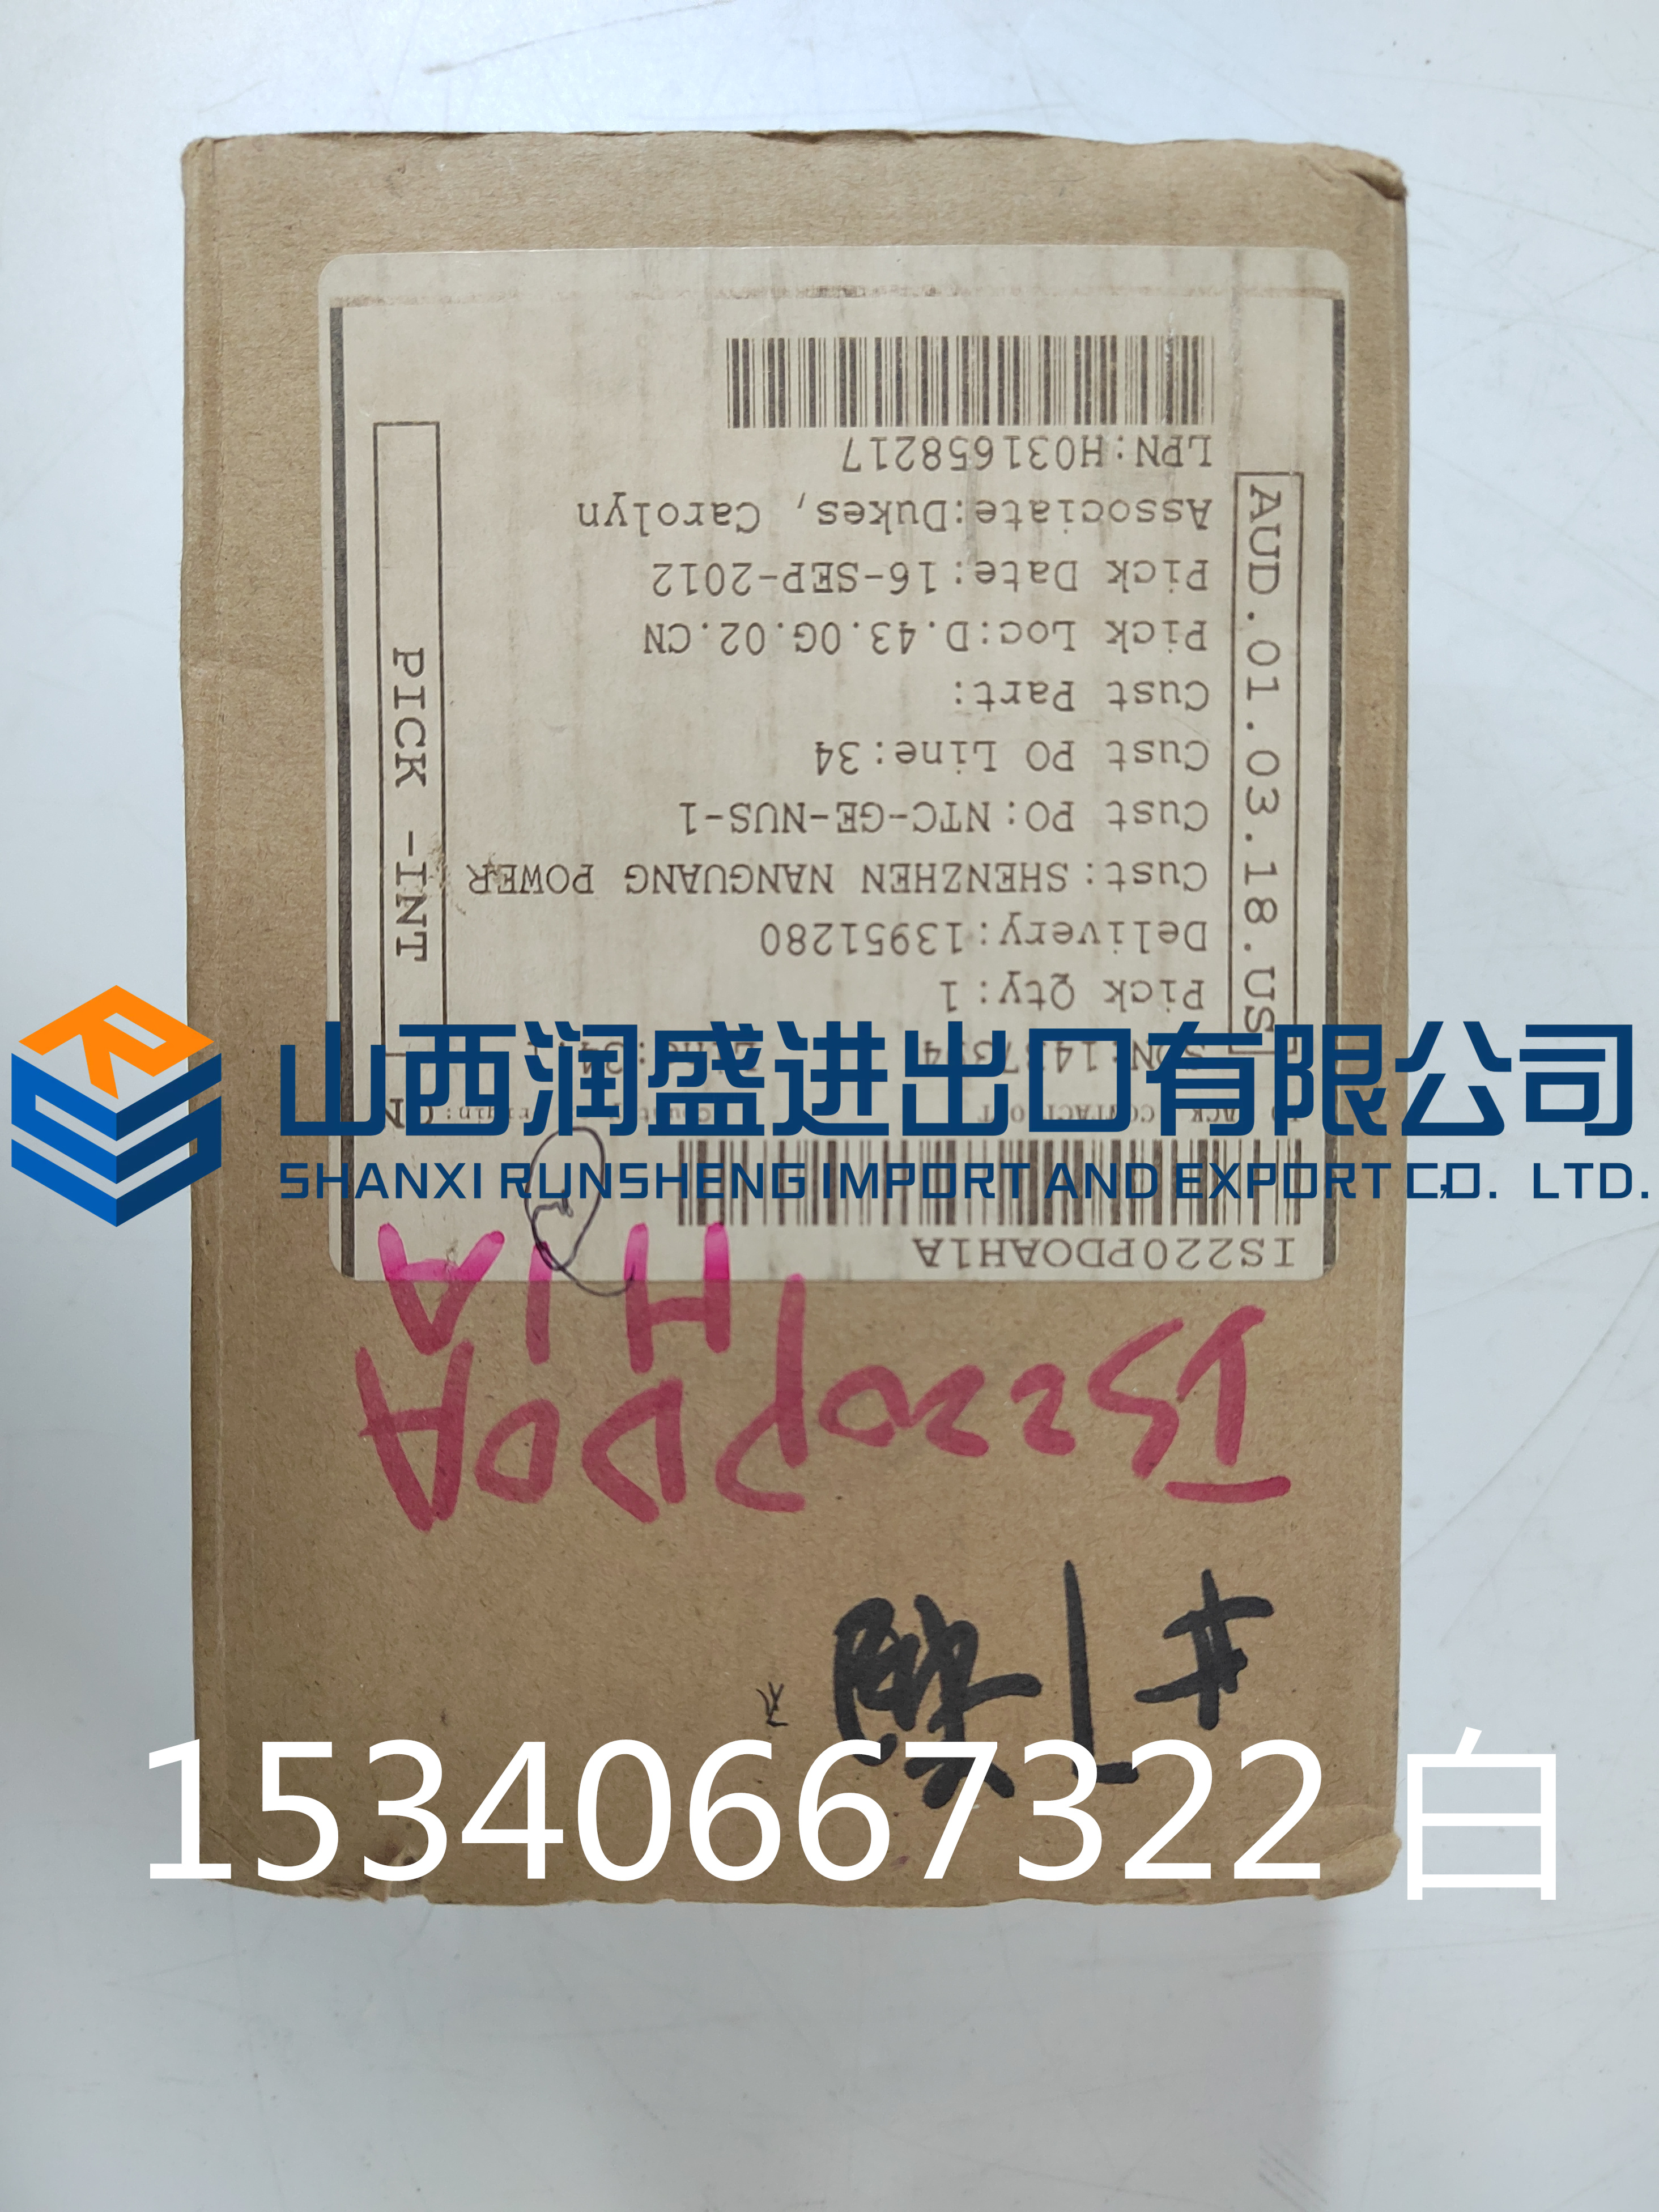 IS220PDOAH1A
Pick Qty:1
Delivery:13951280
Cust:SHENZHEN NANGUANG POWER
Cust PO:NTC-GE-NUS-1
Cust PO Line:34
Cust Part:
Pick Loc:D.43.0G.02.CN
Pick Date:16-SEP-2012
Associate:Dukes, Carolyn
LPN:H031658217
AUD.01.03.18.US
PICK -INT
IS220PDOA
H1A
山西润盛进出口有限公司
SHANXI RUNSHENG IMPORT AND EXPORT CO. LTD.
15340667322 白